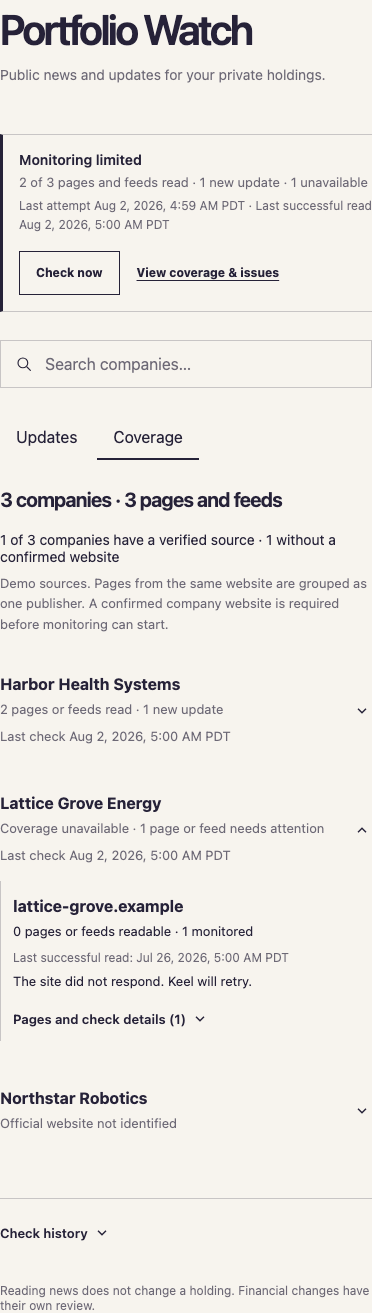 Portfolio Watch
Public news and updates for your private holdings.
Monitoring limited
2 of 3 pages and feeds read · 1 new update · 1 unavailable
Last attempt Aug 2, 2026, 4:59 AM PDT · Last successful read
Aug 2, 2026, 5:00 AM PDT
Check now
View coverage & issues
Search companies...
Updates
Coverage
3 companies · 3 pages and feeds
1 of 3 companies have a verified source · 1 without a
confirmed website
Demo sources. Pages from the same website are grouped as
one publisher. A confirmed company website is required
before monitoring can start.
Harbor Health Systems
2 pages or feeds read · 1 new update
Last check Aug 2, 2026, 5:00 AM PDT
Lattice Grove Energy
Coverage unavailable · 1 page or feed needs attention
Last check Aug 2, 2026, 5:00 AM PDT
lattice-grove.example
0 pages or feeds readable · 1 monitored
Last successful read: Jul 26, 2026, 5:00 AM PDT
The site did not respond. Keel will retry.
Pages and check details (1)
Northstar Robotics
Official website not identified
Check history
Reading news does not change a holding. Financial changes have
their own review.